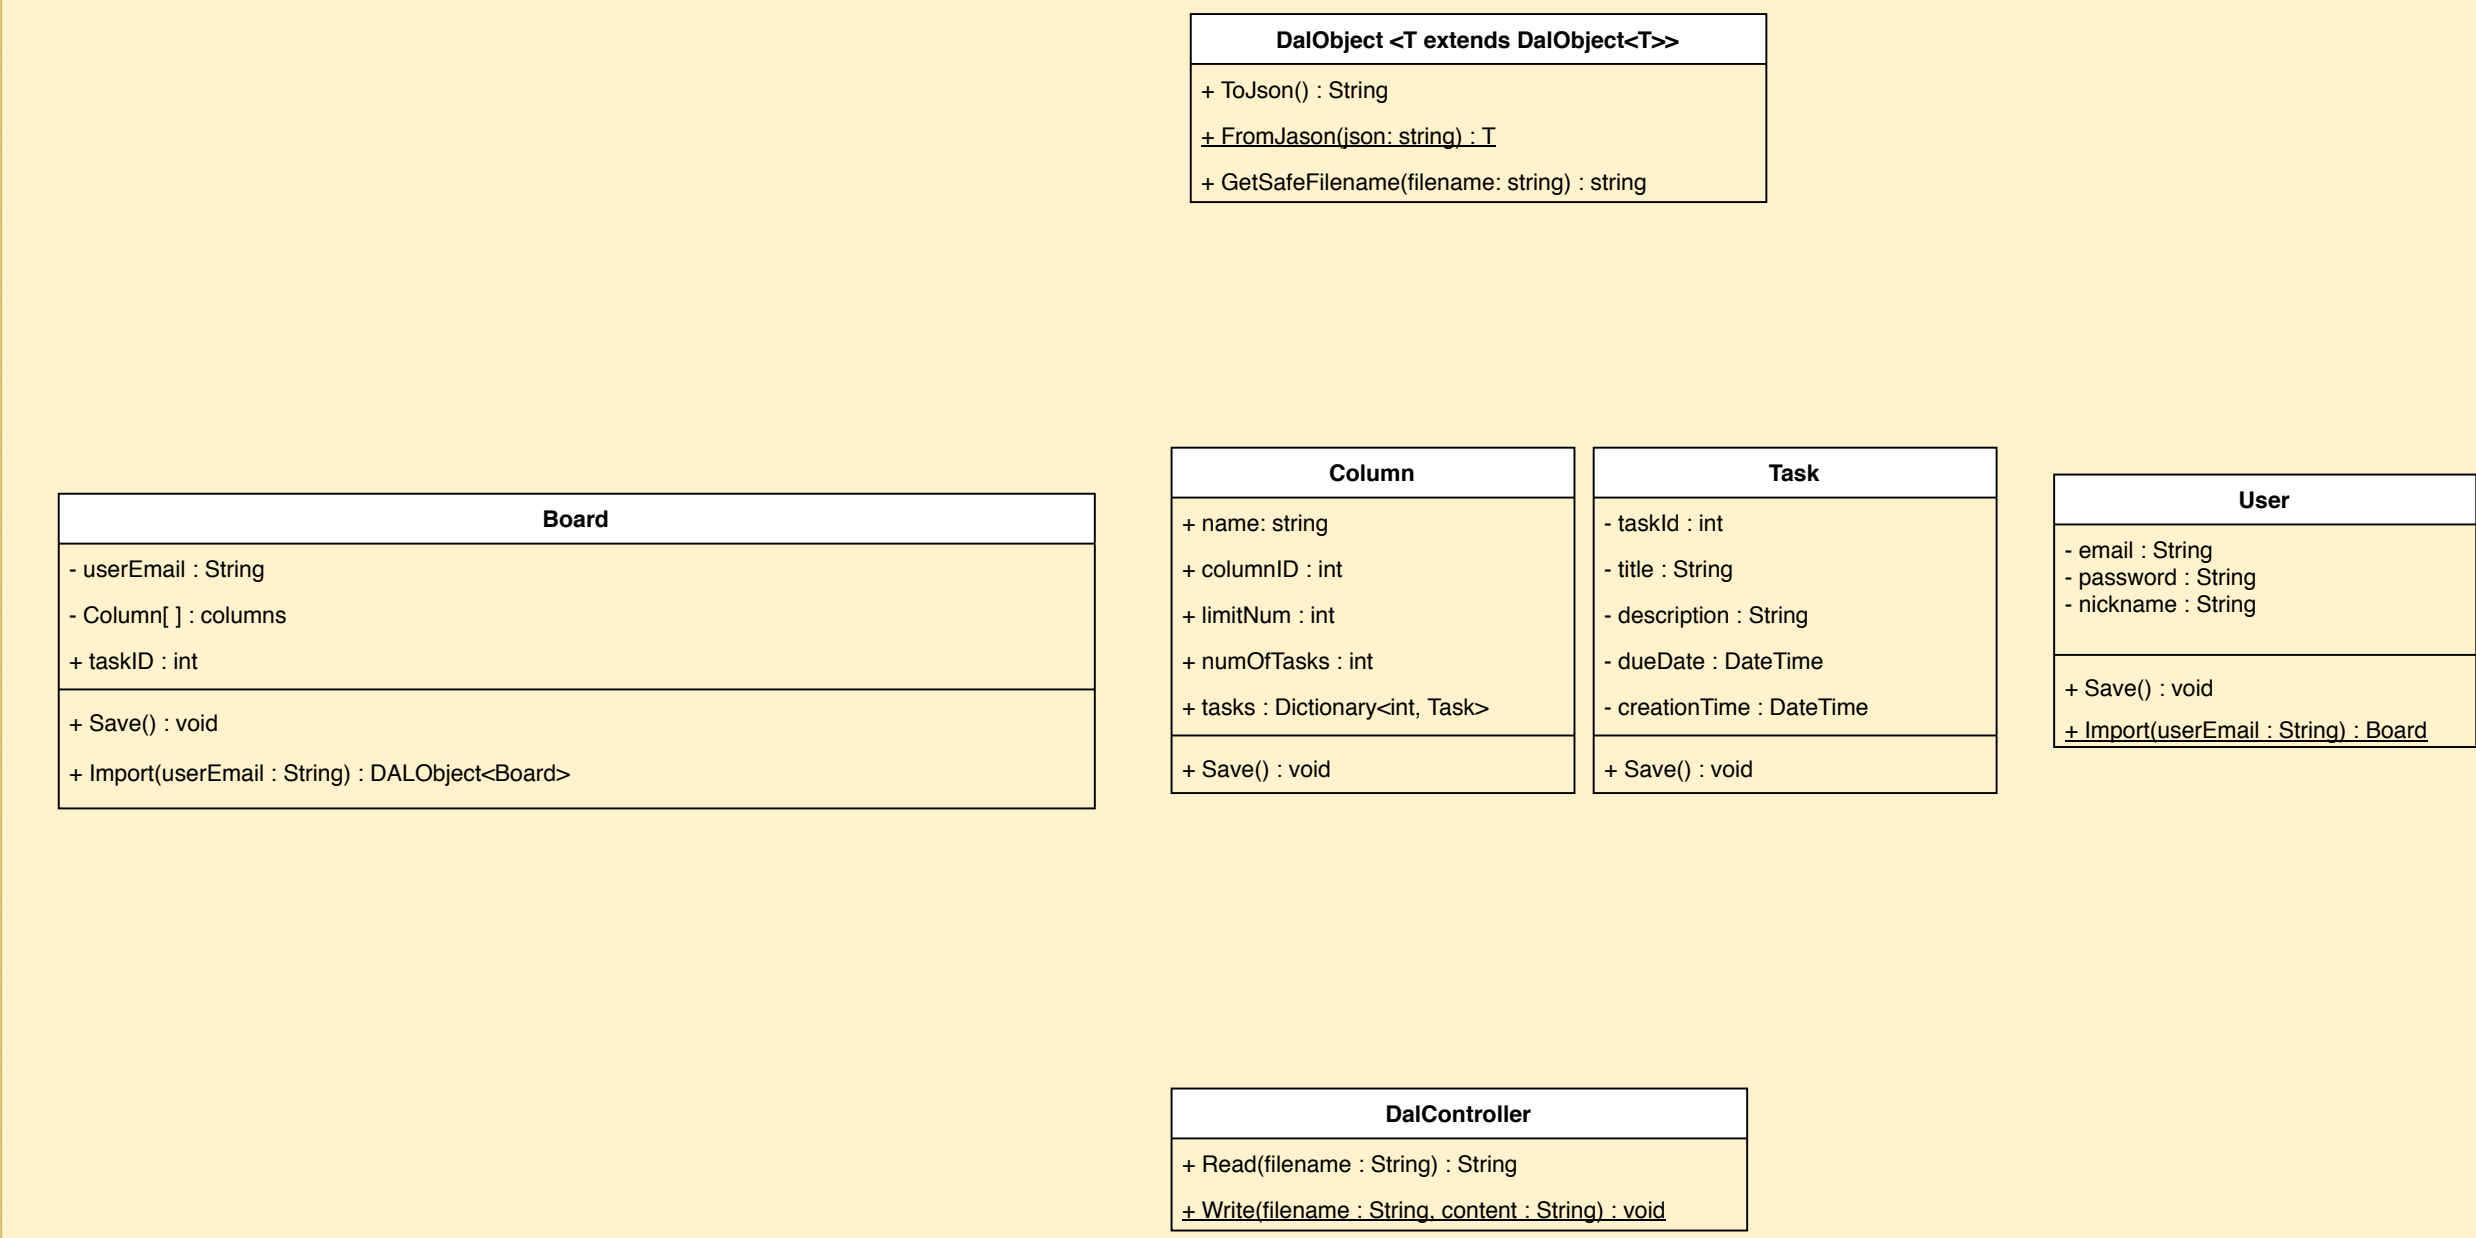 DalObject <T extends DalObject<T>>
+ ToJson() : String
+ FromJason(json: string) : T
+ GetSafeFilename(filename: string) : string
Board
- userEmail : String
- Column[ ] : columns
+ taskID : int
+ Save() : void
+ Import(userEmail : String) : DALObject<Board>
Column
+ name: string
+ columnID : int
+ limitNum : int
+ numOfTasks : int
+ tasks : Dictionary<int, Task>
+ Save() : void
Task
- taskId : int
- title : String
- description : String
- dueDate : DateTime
- creationTime : DateTime
+ Save() : void
User
- email : String
- password : String
- nickname : String
+ Save() : void
+ Import(userEmail : String) : Board
DalController
+ Read(filename : String) : String
+ Write(filename : String, content : String) : void